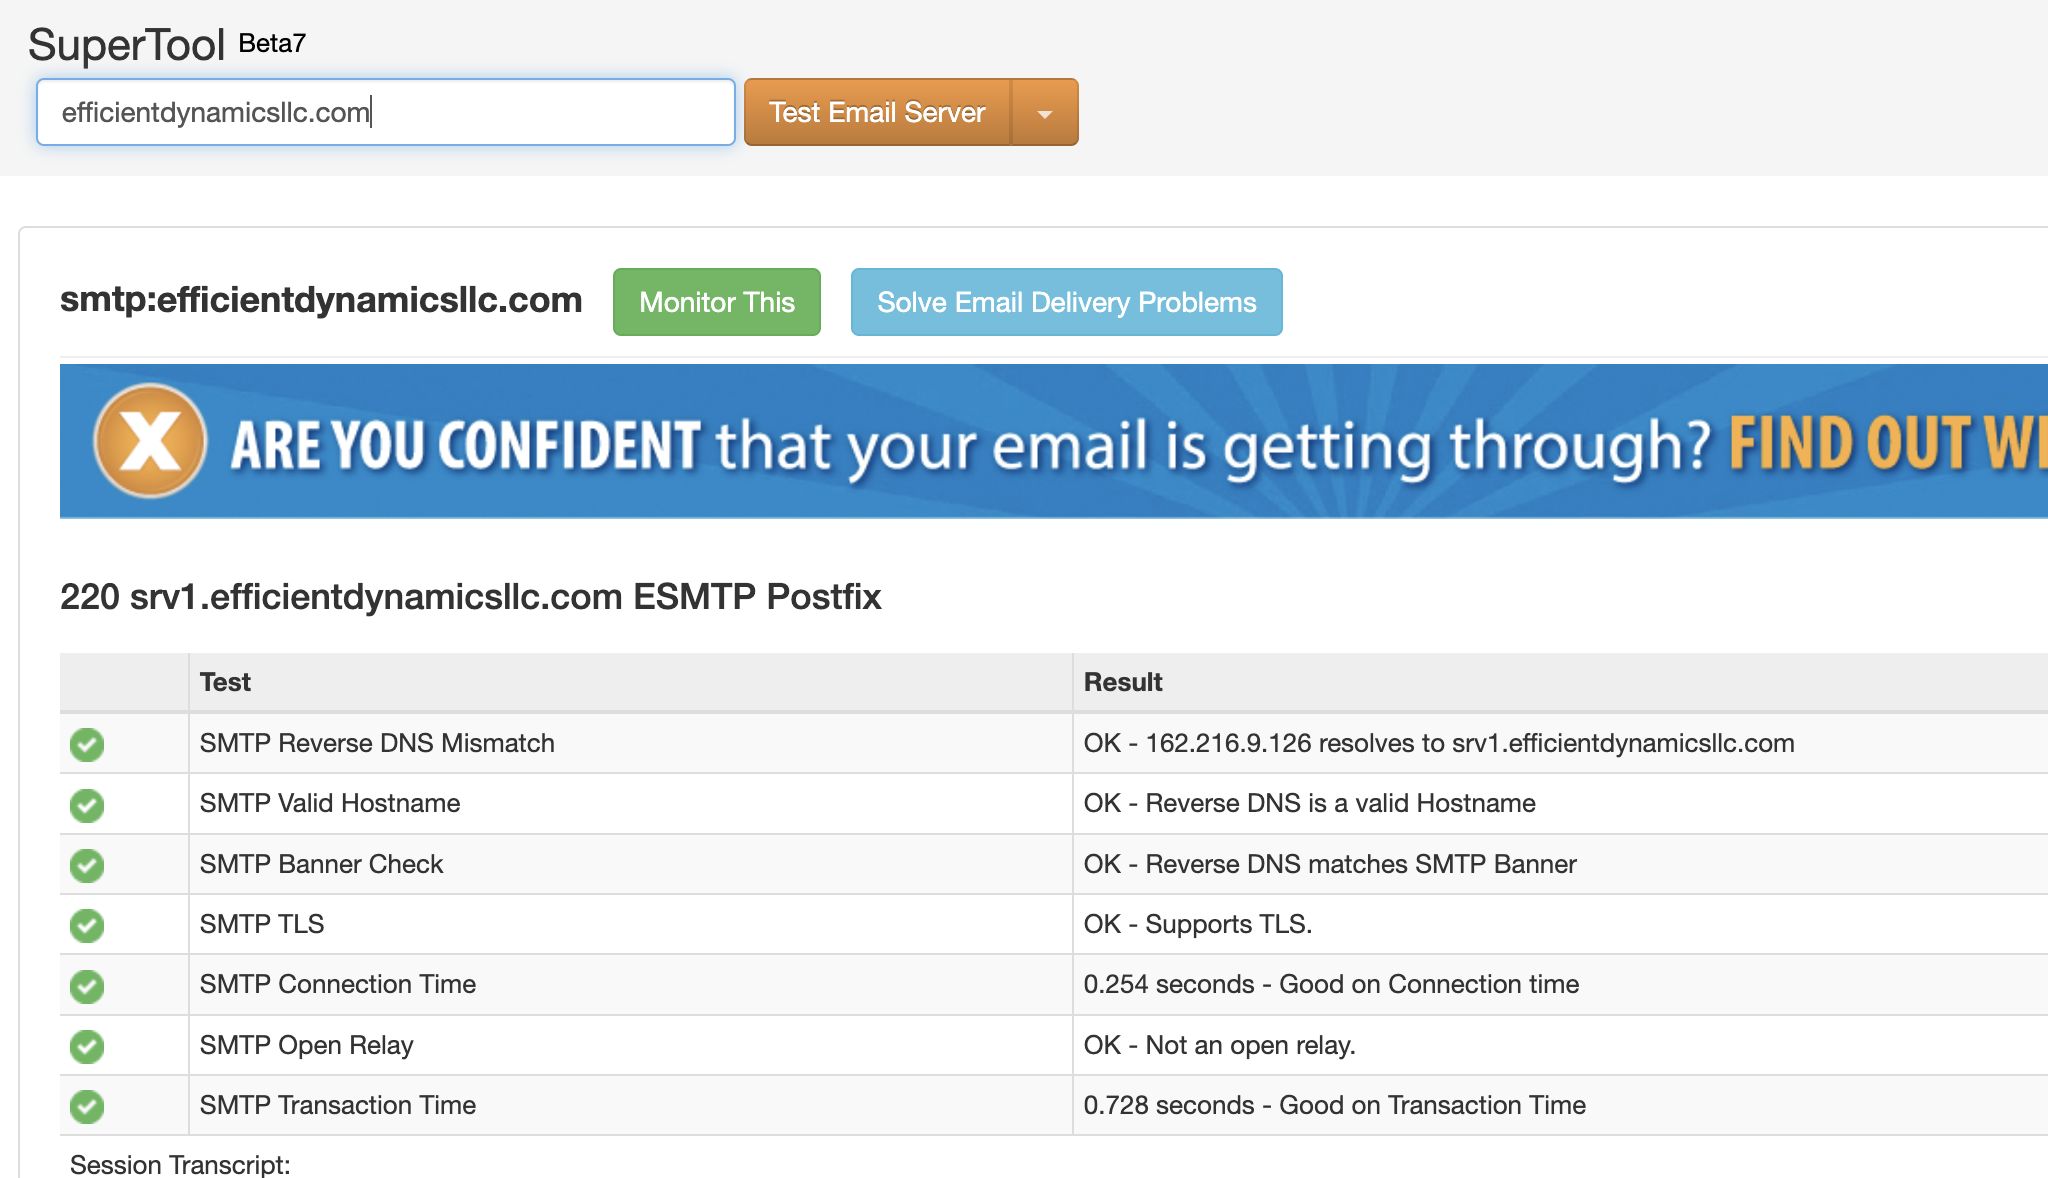 SuperTool Beta7
efficientdynamicsllc.com
Test Email Server
smtp:efficientdynamicsllc.com
Monitor This
Solve Email Delivery Problems
X ARE YOU CONFIDENT that your email is getting through? FIND OUT
220 srv1.efficientdynamicsllc.com ESMTP Postfix
Test Result
SMTP Reverse DNS Mismatch OK - 162.216.9.126 resolves to srv1.efficientdynamicsllc.com
SMTP Valid Hostname OK - Reverse DNS is a valid Hostname
SMTP Banner Check OK - Reverse DNS matches SMTP Banner
SMTP TLS OK - Supports TLS.
SMTP Connection Time 0.254 seconds - Good on Connection time
SMTP Open Relay OK - Not an open relay.
SMTP Transaction Time 0.728 seconds - Good on Transaction Time
Session Transcript: